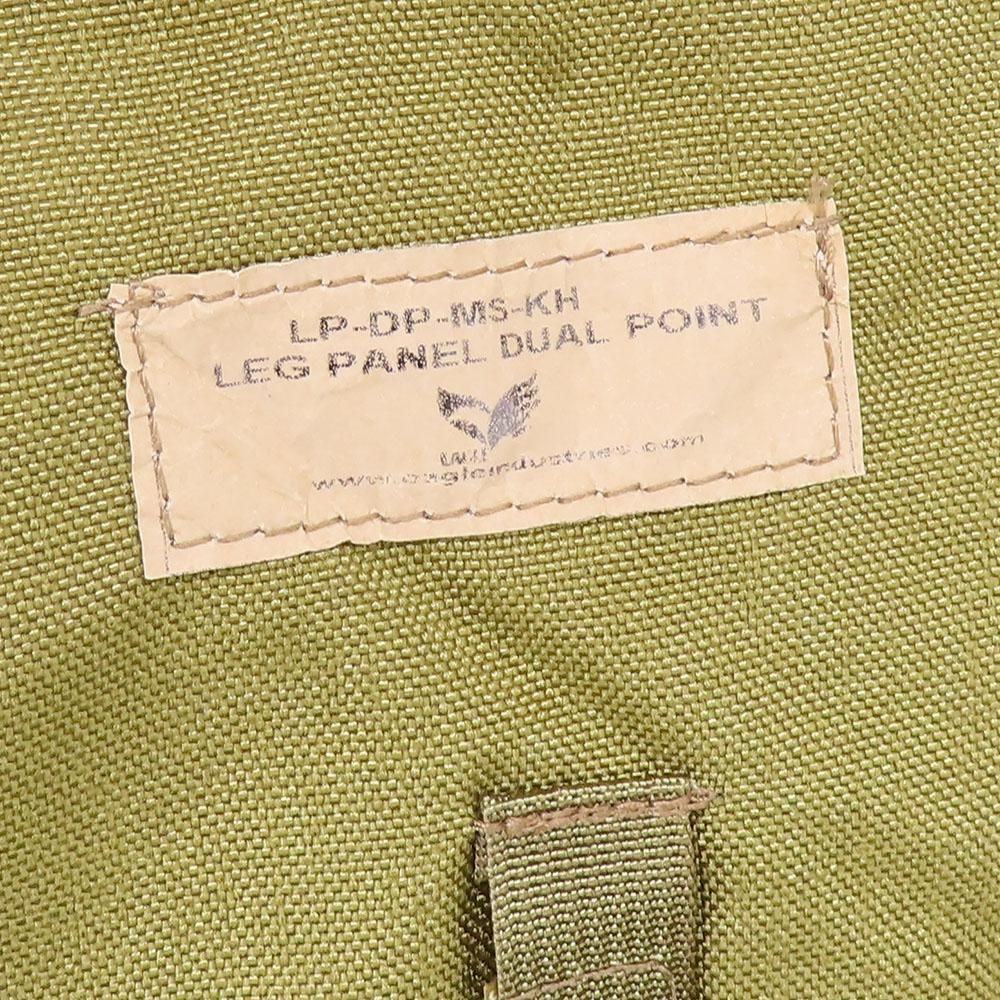 LP-DP-MS-KH
LEG PANEL DUAL POINT
www.eagleindustries.com